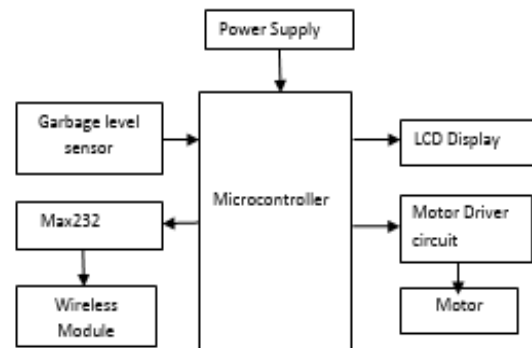 Power Supply
Garbage level
sensor
Microcontroller
LCD Display
Max232
Motor Driver
circuit
Wireless
Module
Motor